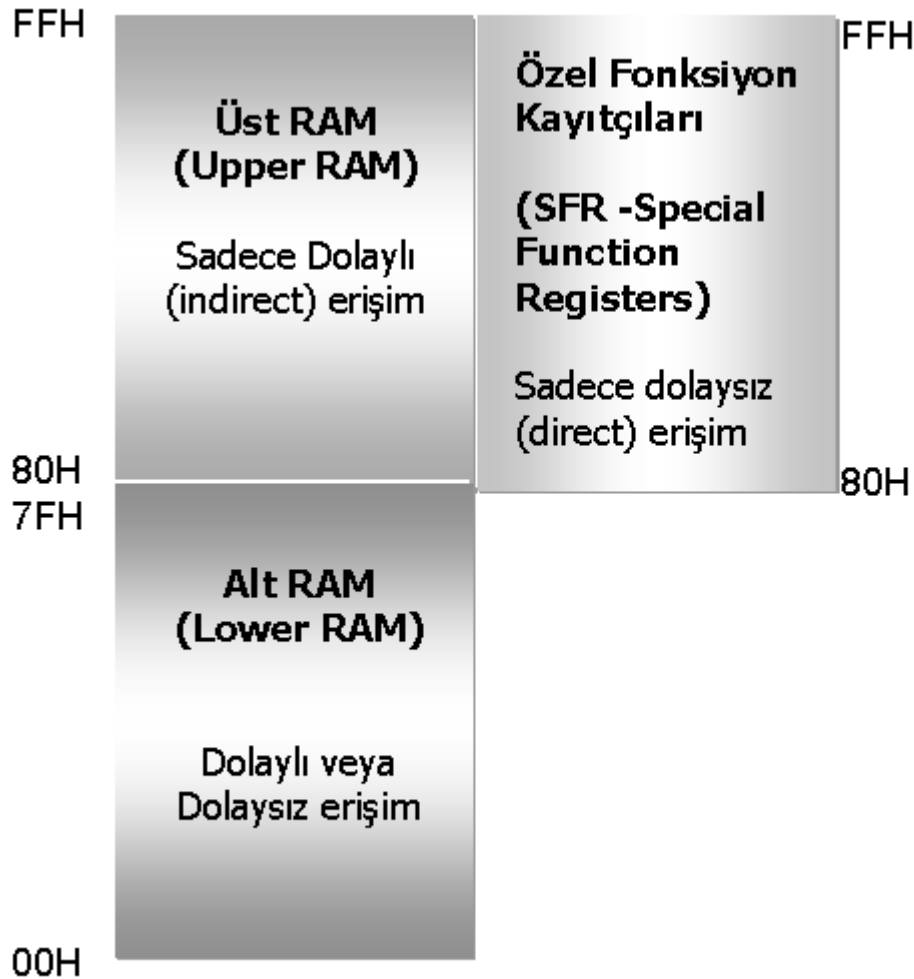 FFH
Üst RAM
(Upper RAM)
Sadece Dolaylı
(indirect) erişim
80H
7FH
Alt RAM
(Lower RAM)
Dolaylı veya
Dolaysız erişim
00H
FFH
Özel Fonksiyon
Kayıtçıları
(SFR -Special
Function
Registers)
Sadece dolaysız
(direct) erişim
80H